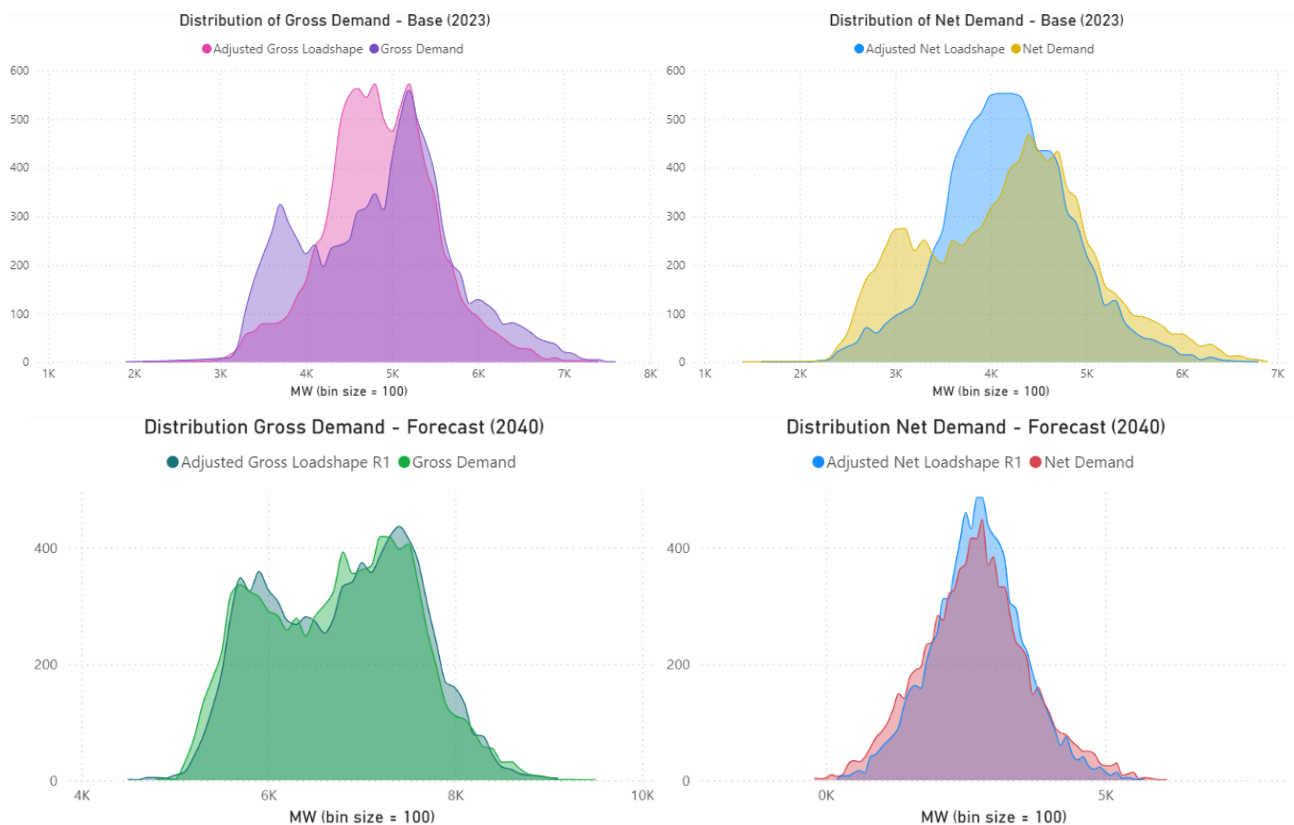 Distribution of Gross Demand - Base (2023)
Adjusted Gross Loadshape Gross Demand
600
500
400
300
200
100
0
1K 2K 3K 4K 5K 6K 7K 8K
MW (bin size = 100)
Distribution of Net Demand - Base (2023)
Adjusted Net Loadshape Net Demand
600
500
400
300
200
100
0
1K 2K 3K 4K 5K 6K 7K
MW (bin size = 100)
Distribution Gross Demand - Forecast (2040)
Adjusted Gross Loadshape R1 Gross Demand
400
200
0
4K 6K 8K 10K
MW (bin size = 100)
Distribution Net Demand - Forecast (2040)
Adjusted Net Loadshape R1 Net Demand
400
200
0
0K 5K
MW (bin size = 100)